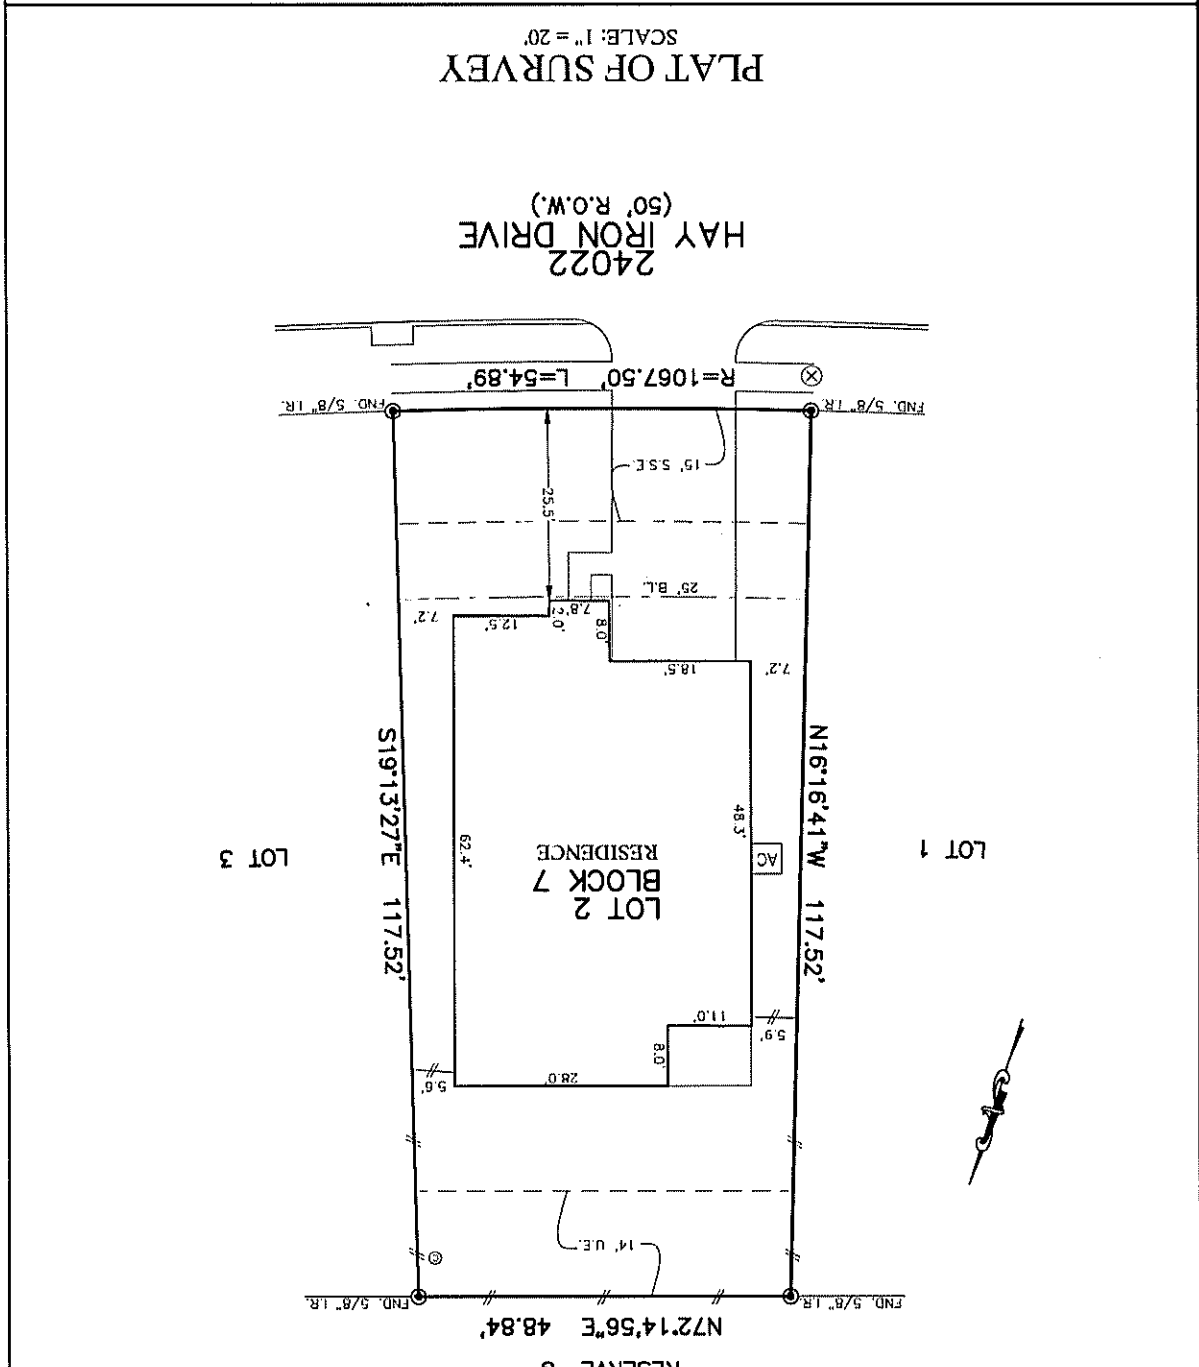 RESERVE
N72°14'56"E 48.84'
FND. 5/8" I.R.
FND. 5/8" I.R.
14' U.E.
5.9'
5.6'
28.0'
8.0'
11.0'
N16°16'41"W 117.52'
S19°13'27"E 117.52'
LOT 1
LOT 3
LOT 2
BLOCK 7
RESIDENCE
AC
48.3'
62.4'
7.2'
18.5'
8.0'
7.8'
2.0'
12.5'
7.2'
25' B.L.
25.5'
15' S.S.E.
FND. 5/8" I.R.
FND. 5/8" I.R.
R=1067.50' L=54.89'
24022
HAY IRON DRIVE
(50' R.O.W.)
PLAT OF SURVEY
SCALE: 1" = 20'